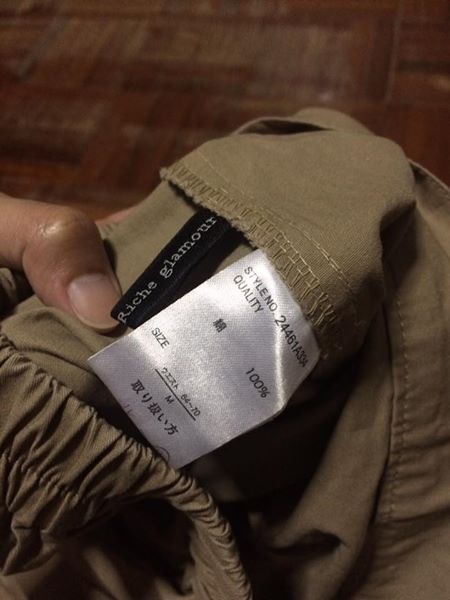 Riche glamour
STYLE NO. 24461A334
QUALITY
綿 100%
SIZE
ウエスト 64-70
M
取り扱い方